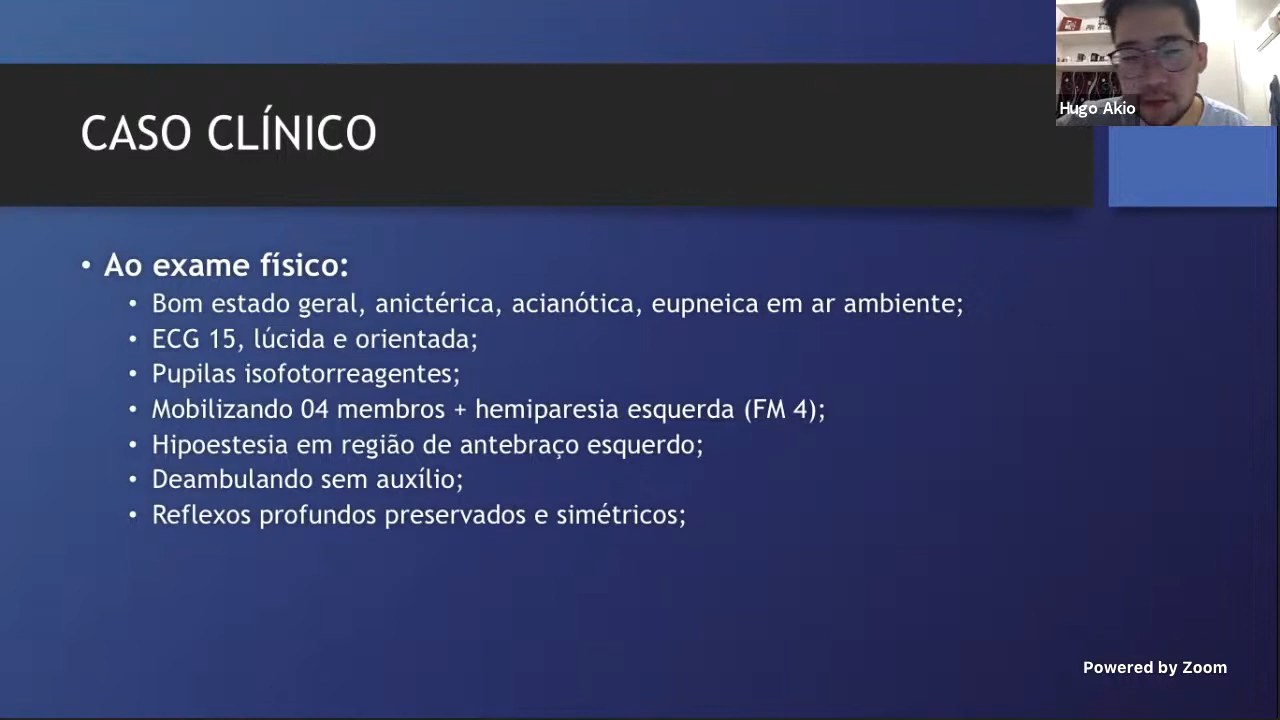 Hugo Akio
CASO CLÍNICO
• Ao exame físico:
• Bom estado geral, anictérica, acianótica, eupneica em ar ambiente;
• ECG 15, lúcida e orientada;
• Pupilas isofotorreagentes;
• Mobilizando 04 membros + hemiparesia esquerda (FM 4);
• Hipoestesia em região de antebraço esquerdo;
• Deambulando sem auxílio;
• Reflexos profundos preservados e simétricos;
Powered by Zoom